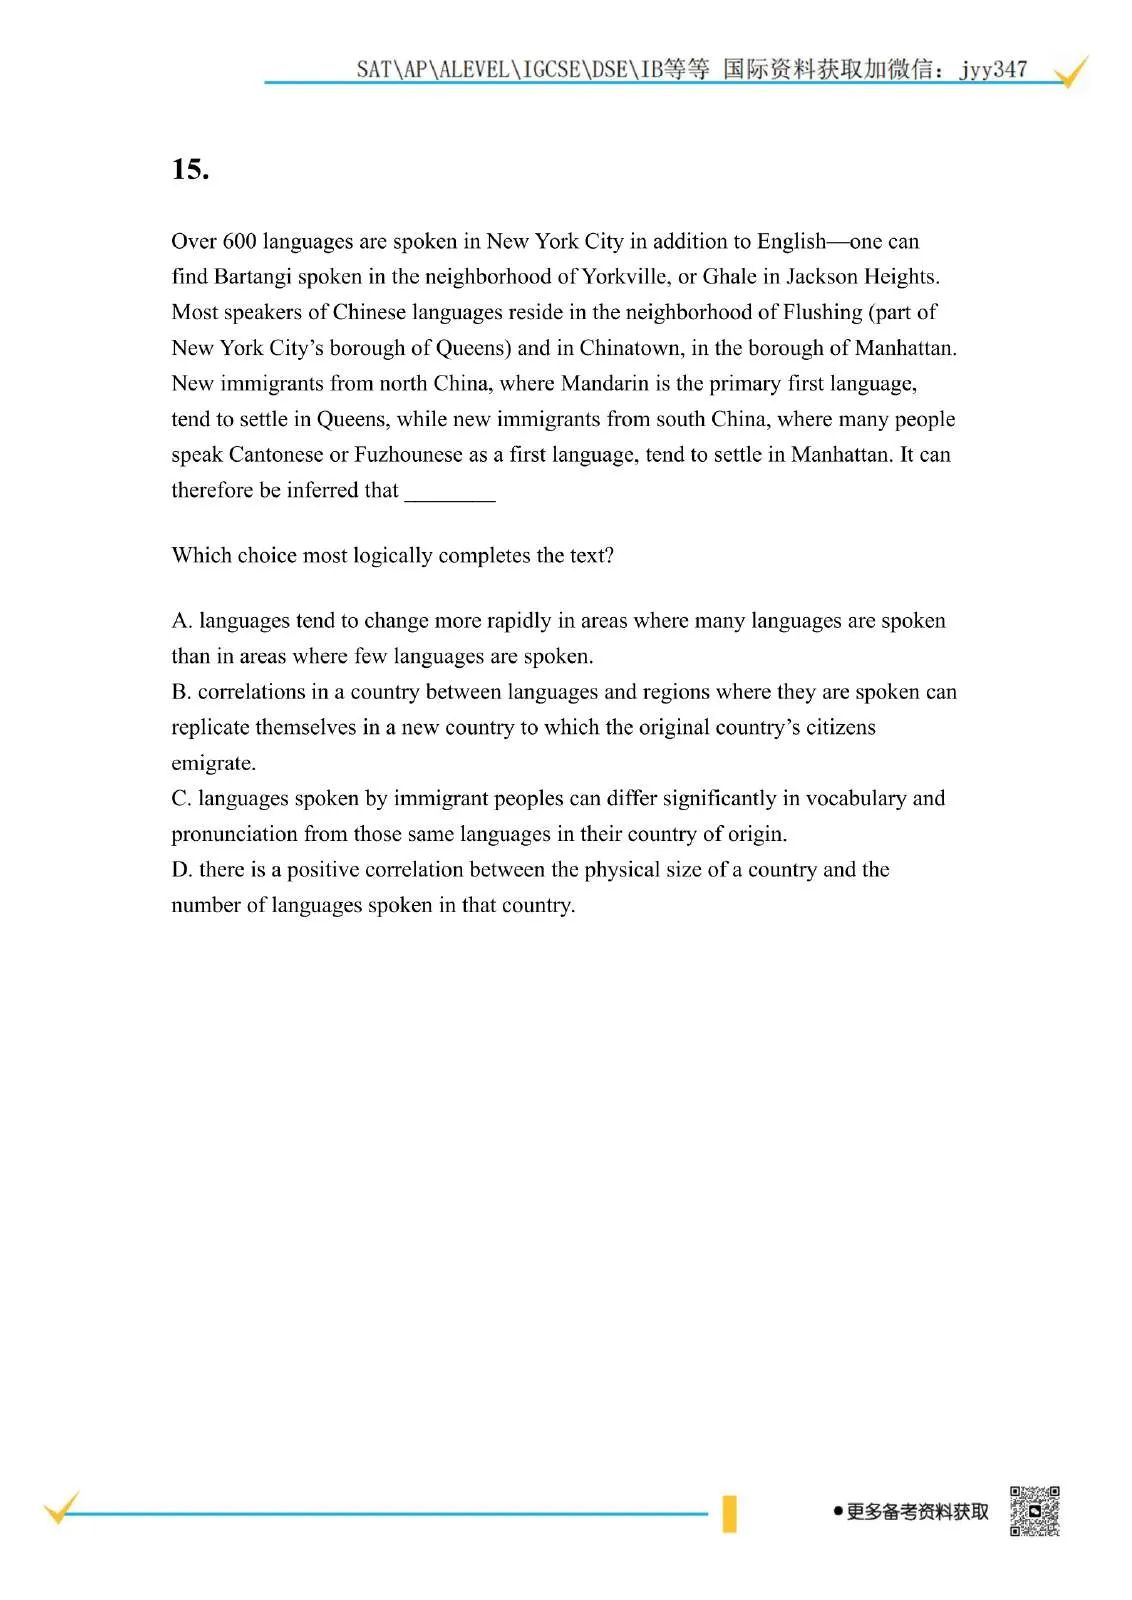 SAT\AP\ALEVEL\IGCSE\DSE\IB等等 国际资料获取加微信：jyy347
15.
Over 600 languages are spoken in New York City in addition to English—one can
find Bartangi spoken in the neighborhood of Yorkville, or Ghale in Jackson Heights.
Most speakers of Chinese languages reside in the neighborhood of Flushing (part of
New York City’s borough of Queens) and in Chinatown, in the borough of Manhattan.
New immigrants from north China, where Mandarin is the primary first language,
tend to settle in Queens, while new immigrants from south China, where many people
speak Cantonese or Fuzhounese as a first language, tend to settle in Manhattan. It can
therefore be inferred that ________
Which choice most logically completes the text?
A. languages tend to change more rapidly in areas where many languages are spoken
than in areas where few languages are spoken.
B. correlations in a country between languages and regions where they are spoken can
replicate themselves in a new country to which the original country’s citizens
emigrate.
C. languages spoken by immigrant peoples can differ significantly in vocabulary and
pronunciation from those same languages in their country of origin.
D. there is a positive correlation between the physical size of a country and the
number of languages spoken in that country.
●更多备考资料获取